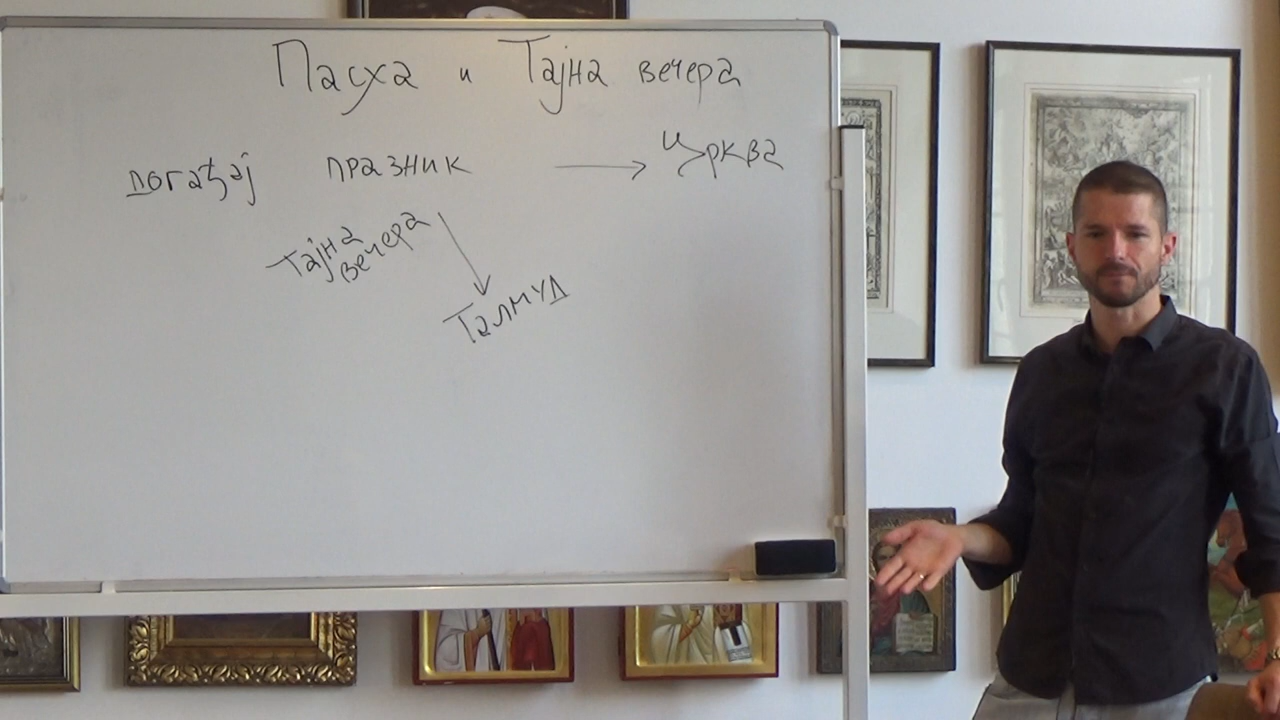 Пасха и Тајна вечера
догађај празник → Црква
Тајна
вечера
Талмуд